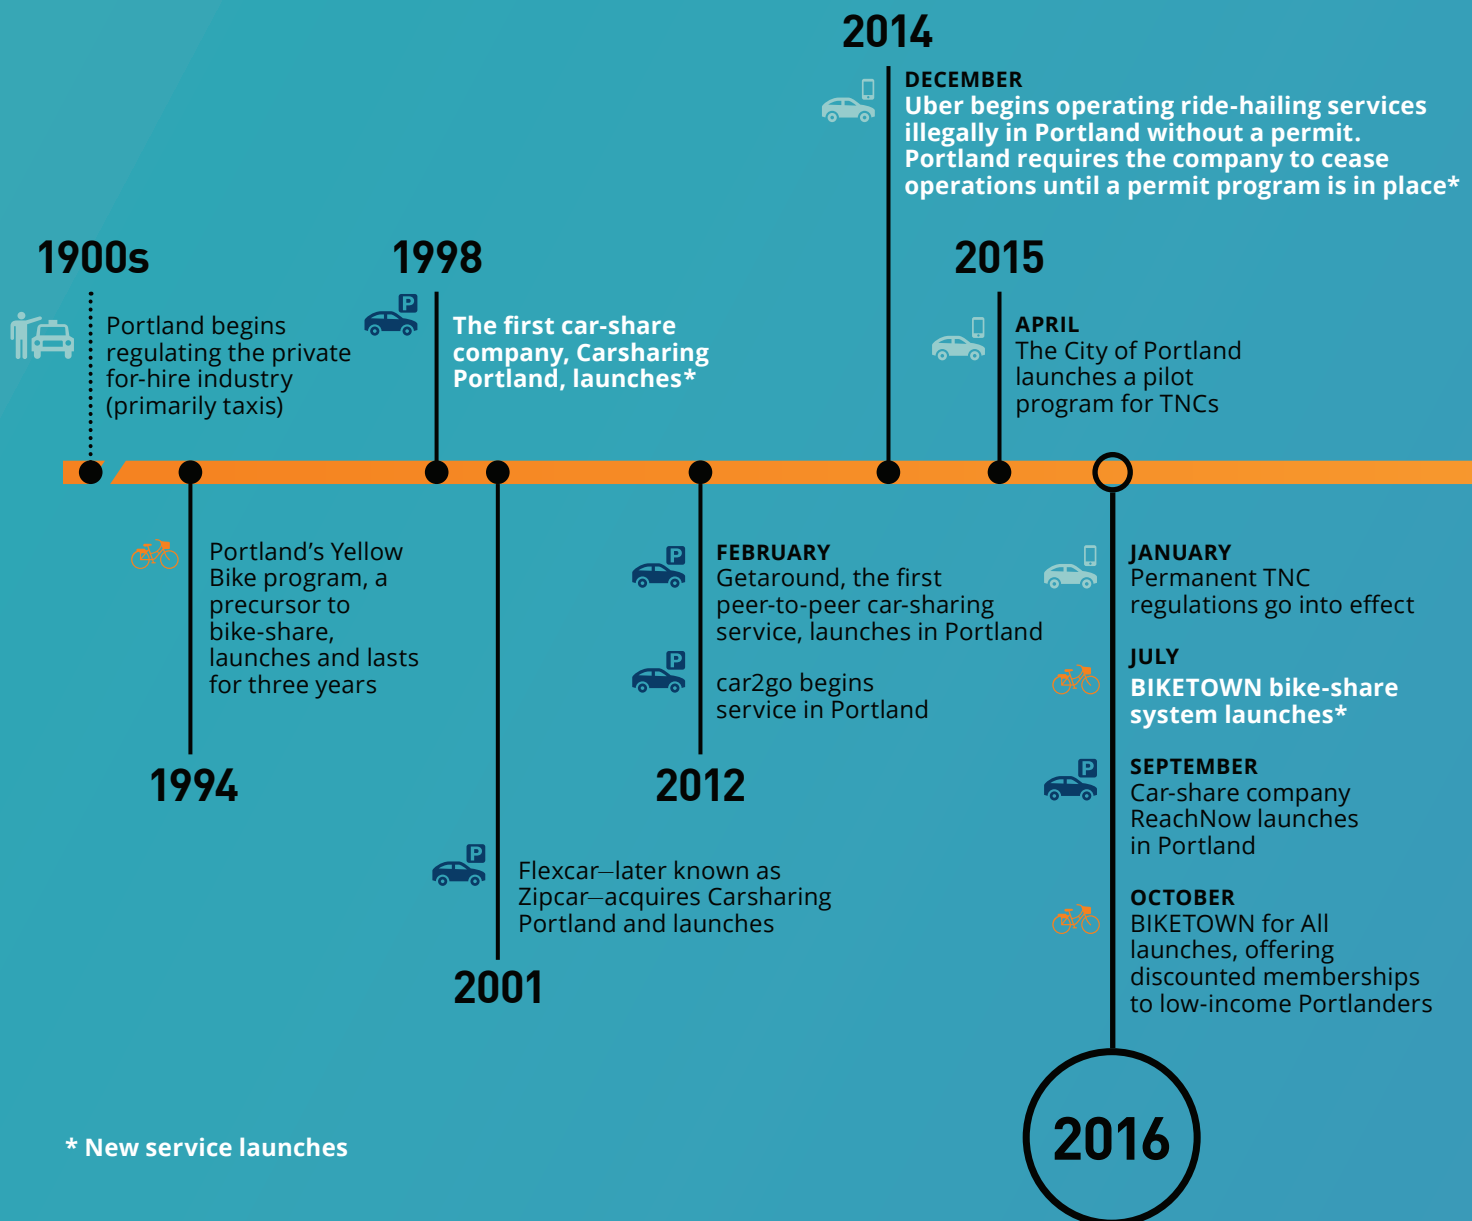 1900s
Portland begins
regulating the private
for-hire industry
(primarily taxis)
Portland’s Yellow
Bike program, a
precursor to
bike-share,
launches and lasts
for three years
1994
1998
P
The first car-share
company, Carsharing
Portland, launches*
P
Flexcar—later known as
Zipcar—acquires Carsharing
Portland and launches
2001
P
FEBRUARY
Getaround, the first
peer-to-peer car-sharing
service, launches in Portland
P
car2go begins
service in Portland
2012
2014
DECEMBER
Uber begins operating ride-hailing services
illegally in Portland without a permit.
Portland requires the company to cease
operations until a permit program is in place*
2015
APRIL
The City of Portland
launches a pilot
program for TNCs
JANUARY
Permanent TNC
regulations go into effect
JULY
BIKETOWN bike-share
system launches*
P
SEPTEMBER
Car-share company
ReachNow launches
in Portland
OCTOBER
BIKETOWN for All
launches, offering
discounted memberships
to low-income Portlanders
2016
* New service launches